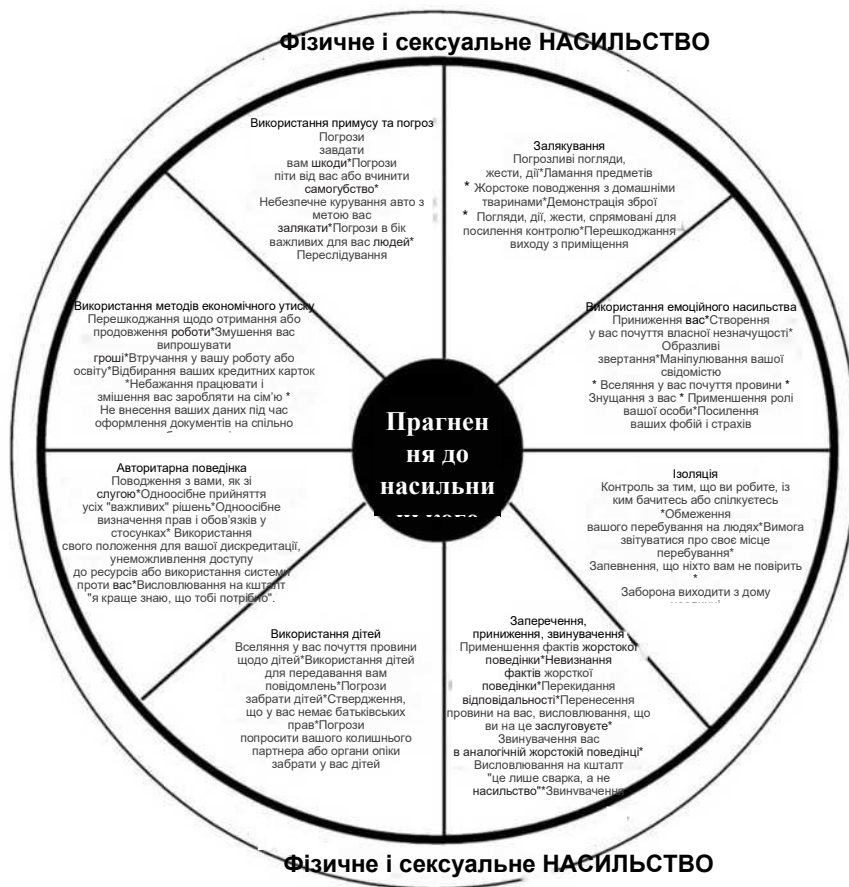 Фізичне і сексуальне НАСИЛЬСТВО
Використання примусу та погроз
Погрози
завдати
вам шкоди*Погрози
піти від вас або вчинити
самогубство*
Небезпечне курування авто з
метою вас
залякати*Погрози в бік
важливих для вас людей*
Переслідування
Залякування
Погрозливі погляди,
жести, дії*Ламання предметів
* Жорстоке поводження з домашніми
тваринами*Демонстрація зброї
* Погляди, дії, жести, спрямовані для
посилення контролю*Перешкоджання
виходу з приміщення
Використання методів економічного утиску
Перешкоджання щодо отримання або
продовження роботи*Змушення вас
випрошувати
гроші*Втручання у вашу роботу або
освіту*Відбирання ваших кредитних карток
*Небажання працювати і
змішення вас заробляти на сім’ю *
Не внесення ваших даних під час
оформлення документів на спільно
Використання емоційного насильства
Приниження вас*Створення
у вас почуття власної незначущості*
Образливі
звертання*Маніпулювання вашої
свідомістю
* Вселяння у вас почуття провини *
Знущання з вас * Применшення ролі
вашої особи*Посилення
ваших фобій і страхів
Прагнен
ня до
насильни
Авторитарна поведінка
Поводження з вами, як зі
слугою*Одноосібне прийняття
усіх "важливих" рішень*Одноосібне
визначення прав і обов’язків у
стосунках* Використання
свого положення для вашої дискредитації,
унеможливлення доступу
до ресурсів або використання системи
проти вас*Висловлювання на кшталт
"я краще знаю, що тобі потрібно".
Ізоляція
Контроль за тим, що ви робите, із
ким бачитесь або спілкуєтесь
*Обмеження
вашого перебування на людях*Вимога
звітуватися про своє місце
перебування*
Запевнення, що ніхто вам не повірить
*
Заборона виходити з дому
Використання дітей
Вселяння у вас почуття провини
щодо дітей*Використання дітей
для передавання вам
повідомлень*Погрози
забрати дітей*Ствердження,
що у вас немає батьківських
прав*Погрози
попросити вашого колишнього
партнера або органи опіки
забрати у вас дітей
Заперечення,
приниження, звинувачення
Применшення фактів жорстокої
поведінки*Невизнання
фактів жорсткої
поведінки*Перекидання
відповідальності*Перенесення
провини на вас, висловлювання, що
ви на це заслуговуєте*
Звинувачення вас
в аналогічній жорстокій поведінці*
Висловлювання на кшталт
"це лише сварка, а не
насильство"*Звинувачення
Фізичне і сексуальне НАСИЛЬСТВО